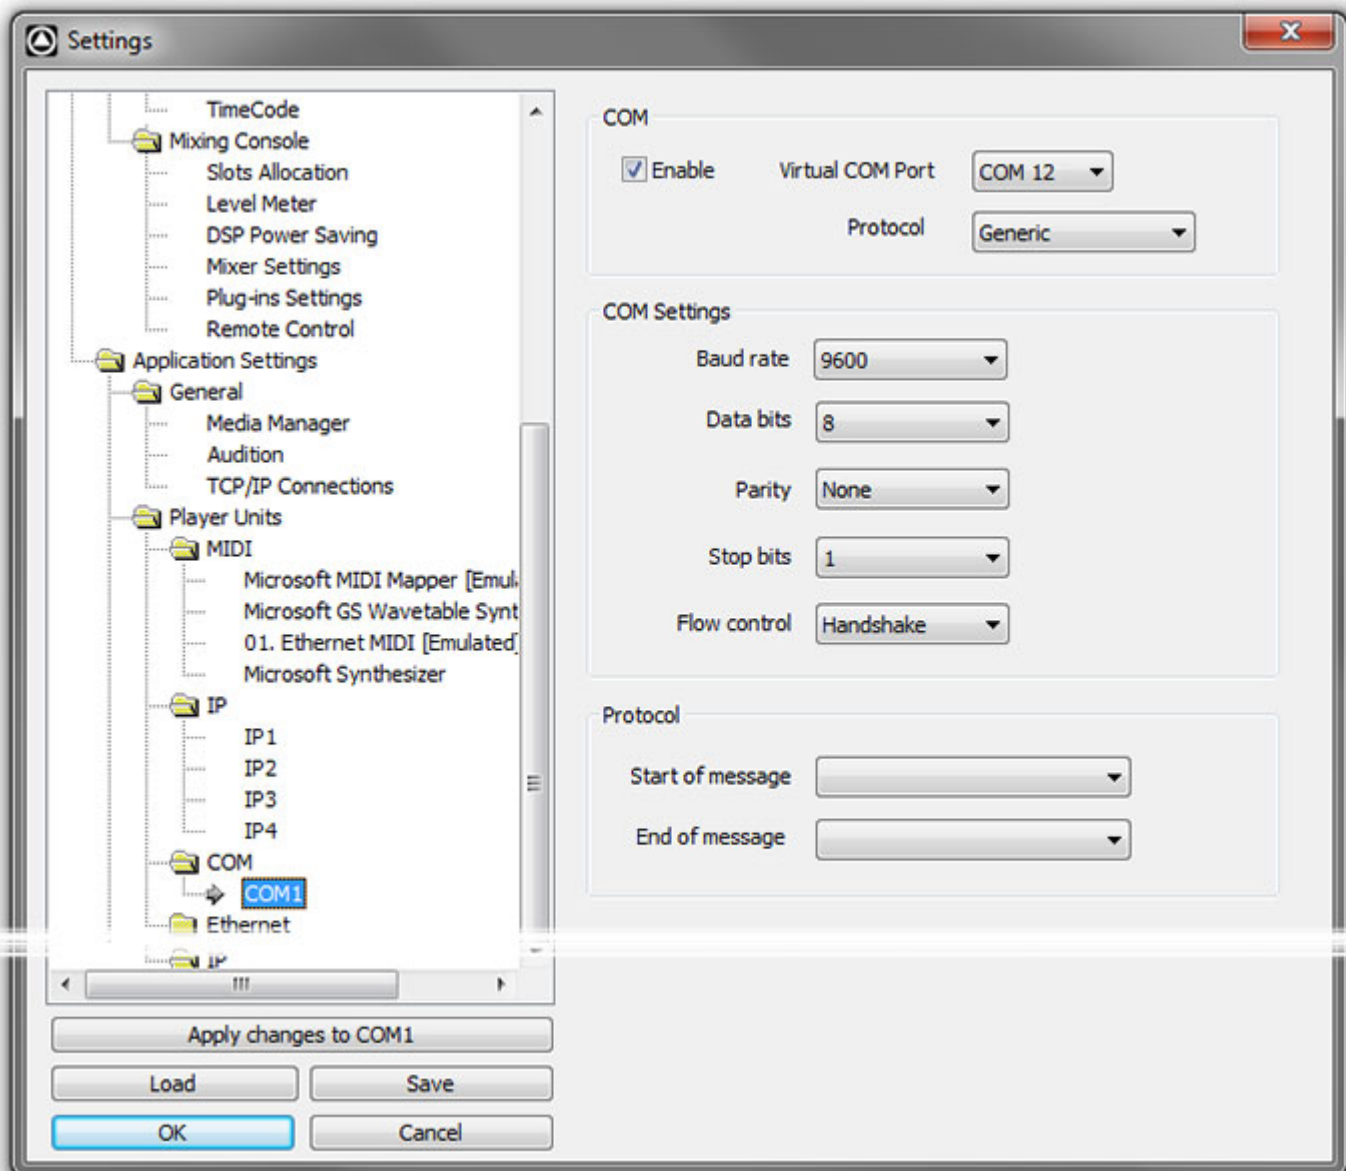 Settings
TimeCode
Mixing Console
Slots Allocation
Level Meter
DSP Power Saving
Mixer Settings
Plug-ins Settings
Remote Control
Application Settings
General
Media Manager
Audition
TCP/IP Connections
Player Units
MIDI
Microsoft MIDI Mapper [Emul
Microsoft GS Wavetable Synt
01. Ethernet MIDI [Emulated]
Microsoft Synthesizer
IP
IP1
IP2
IP3
IP4
COM
COM1
Ethernet
IP
Apply changes to COM1
Load Save
OK Cancel
COM
Enable Virtual COM Port COM 12
Protocol Generic
COM Settings
Baud rate 9600
Data bits 8
Parity None
Stop bits 1
Flow control Handshake
Protocol
Start of message
End of message